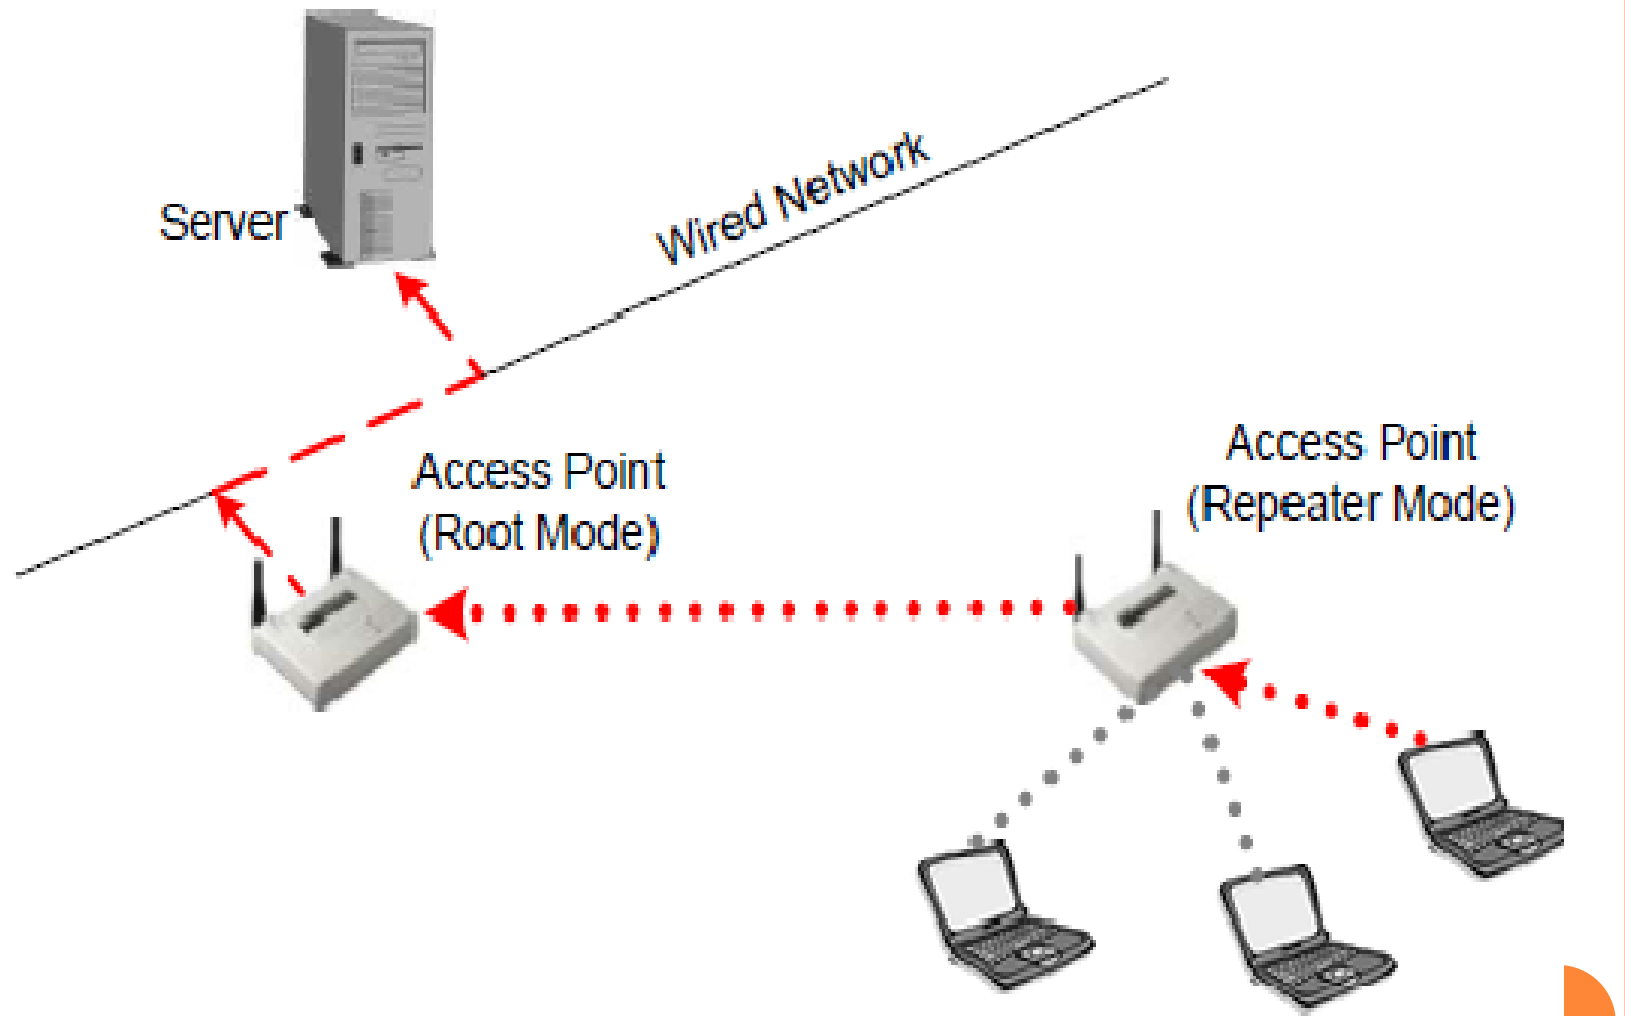 Server
Wired Network
Access Point
(Root Mode)
Access Point
(Repeater Mode)